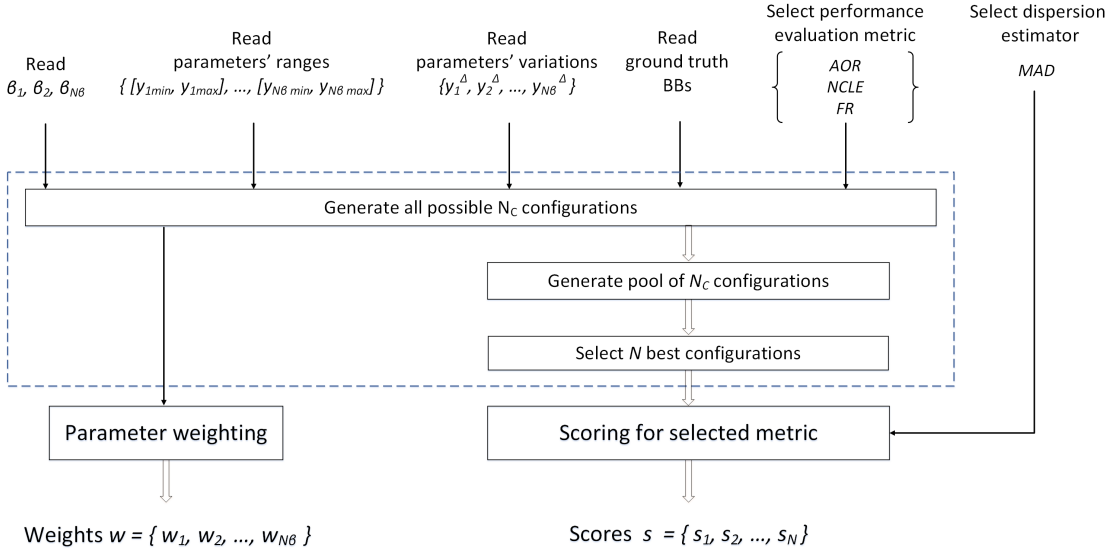 Read
β1, β2, βNβ
Read
parameters’ ranges
{ [y1min, y1max], ..., [yNβ min, yNβ max] }
Read
parameters’ variations
{y1Δ, y2Δ, ..., yNβΔ }
Read
ground truth
BBs
Select performance
evaluation metric
AOR
NCLE
FR
Select dispersion
estimator
MAD
Generate all possible NC configurations
Generate pool of NC configurations
Select N best configurations
Parameter weighting
Scoring for selected metric
Weights w = { w1, w2, ..., wNβ }
Scores s = { s1, s2, ..., sN }